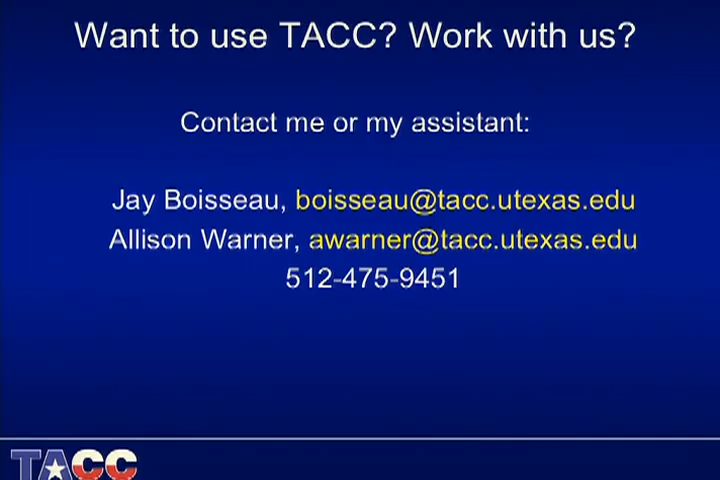 Want to use TACC? Work with us?
Contact me or my assistant:
Jay Boisseau, boisseau@tacc.utexas.edu
Allison Warner, awarner@tacc.utexas.edu
512-475-9451
TACC